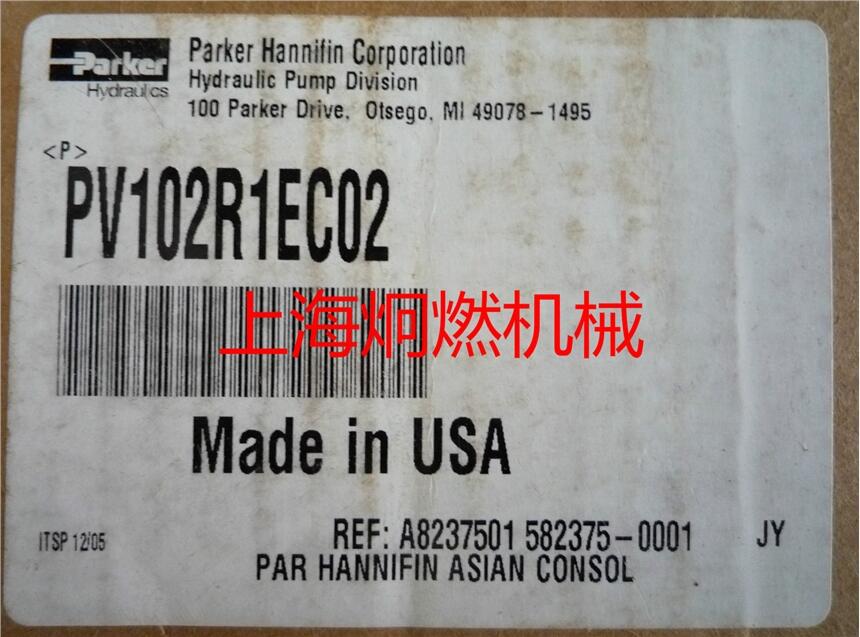 Parker
Hydraulics
Parker Hannifin Corporation
Hydraulic Pump Division
100 Parker Drive, Otsego, MI 49078-1495
<P>
PV102R1EC02
上海炯燃机械
Made in USA
ITSP 12/05
REF: A8237501 582375-0001
JY
PAR HANNIFIN ASIAN CONSOL